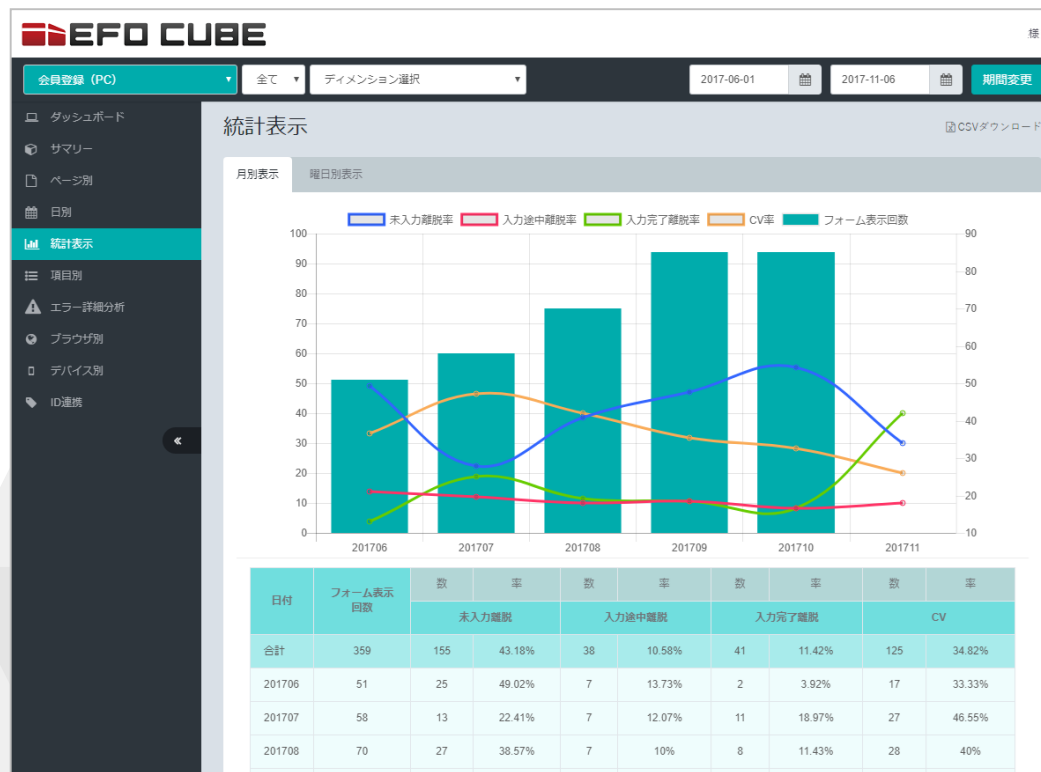 EFO CUBE
様
会員登録（PC）
全て
ディメンション選択
2017-06-01
2017-11-06
期間変更
ダッシュボード
サマリー
ページ別
日別
統計表示
項目別
エラー詳細分析
ブラウザ別
デバイス別
ID連携
統計表示
CSVダウンロード
月別表示 曜日別表示
未入力離脱率 入力途中離脱率 入力完了離脱率 CV率 フォーム表示回数
100 90
90 80
80 70
70 60
60 50
50 40
40 30
30 20
20 10
10
0
201706 201707 201708 201709 201710 201711
日付 フォーム表示回数 数 率 数 率 数 率 数 率
未入力離脱 入力途中離脱 入力完了離脱 CV
合計 359 155 43.18% 38 10.58% 41 11.42% 125 34.82%
201706 51 25 49.02% 7 13.73% 2 3.92% 17 33.33%
201707 58 13 22.41% 7 12.07% 11 18.97% 27 46.55%
201708 70 27 38.57% 7 10% 8 11.43% 28 40%